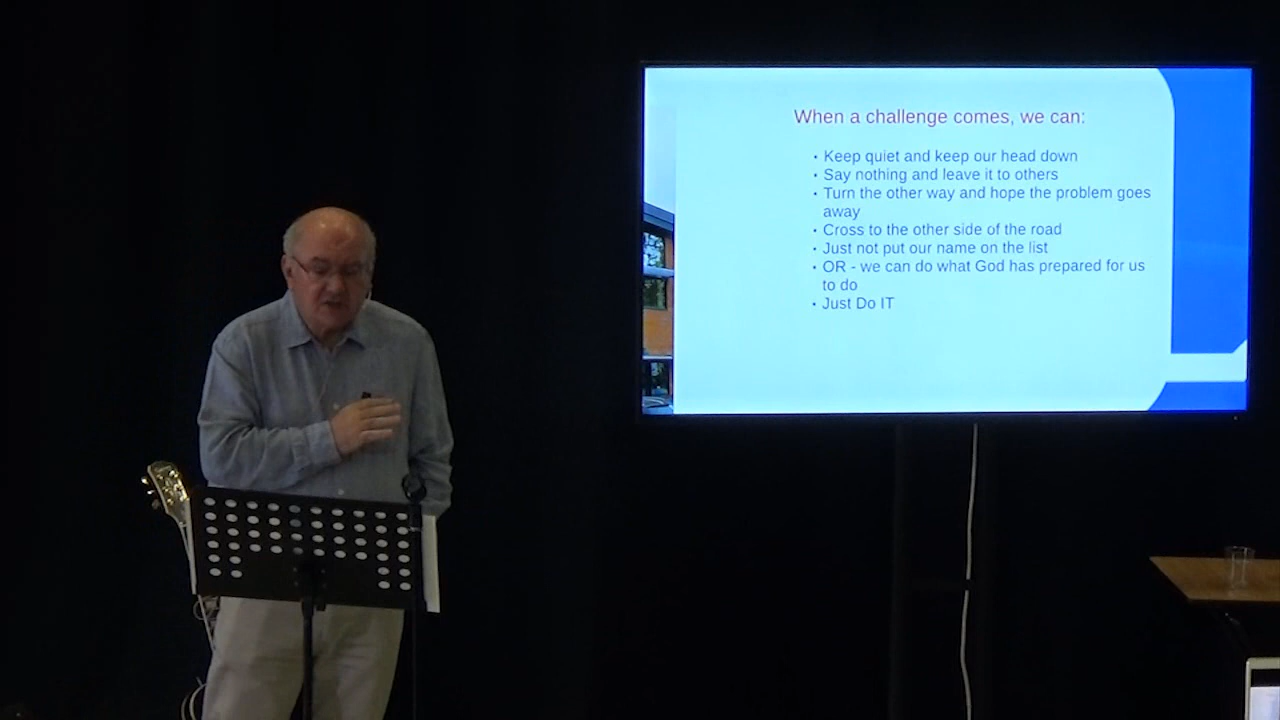 When a challenge comes, we can:
• Keep quiet and keep our head down
• Say nothing and leave it to others
• Turn the other way and hope the problem goes
away
• Cross to the other side of the road
• Just not put our name on the list
• OR - we can do what God has prepared for us
to do
• Just Do IT